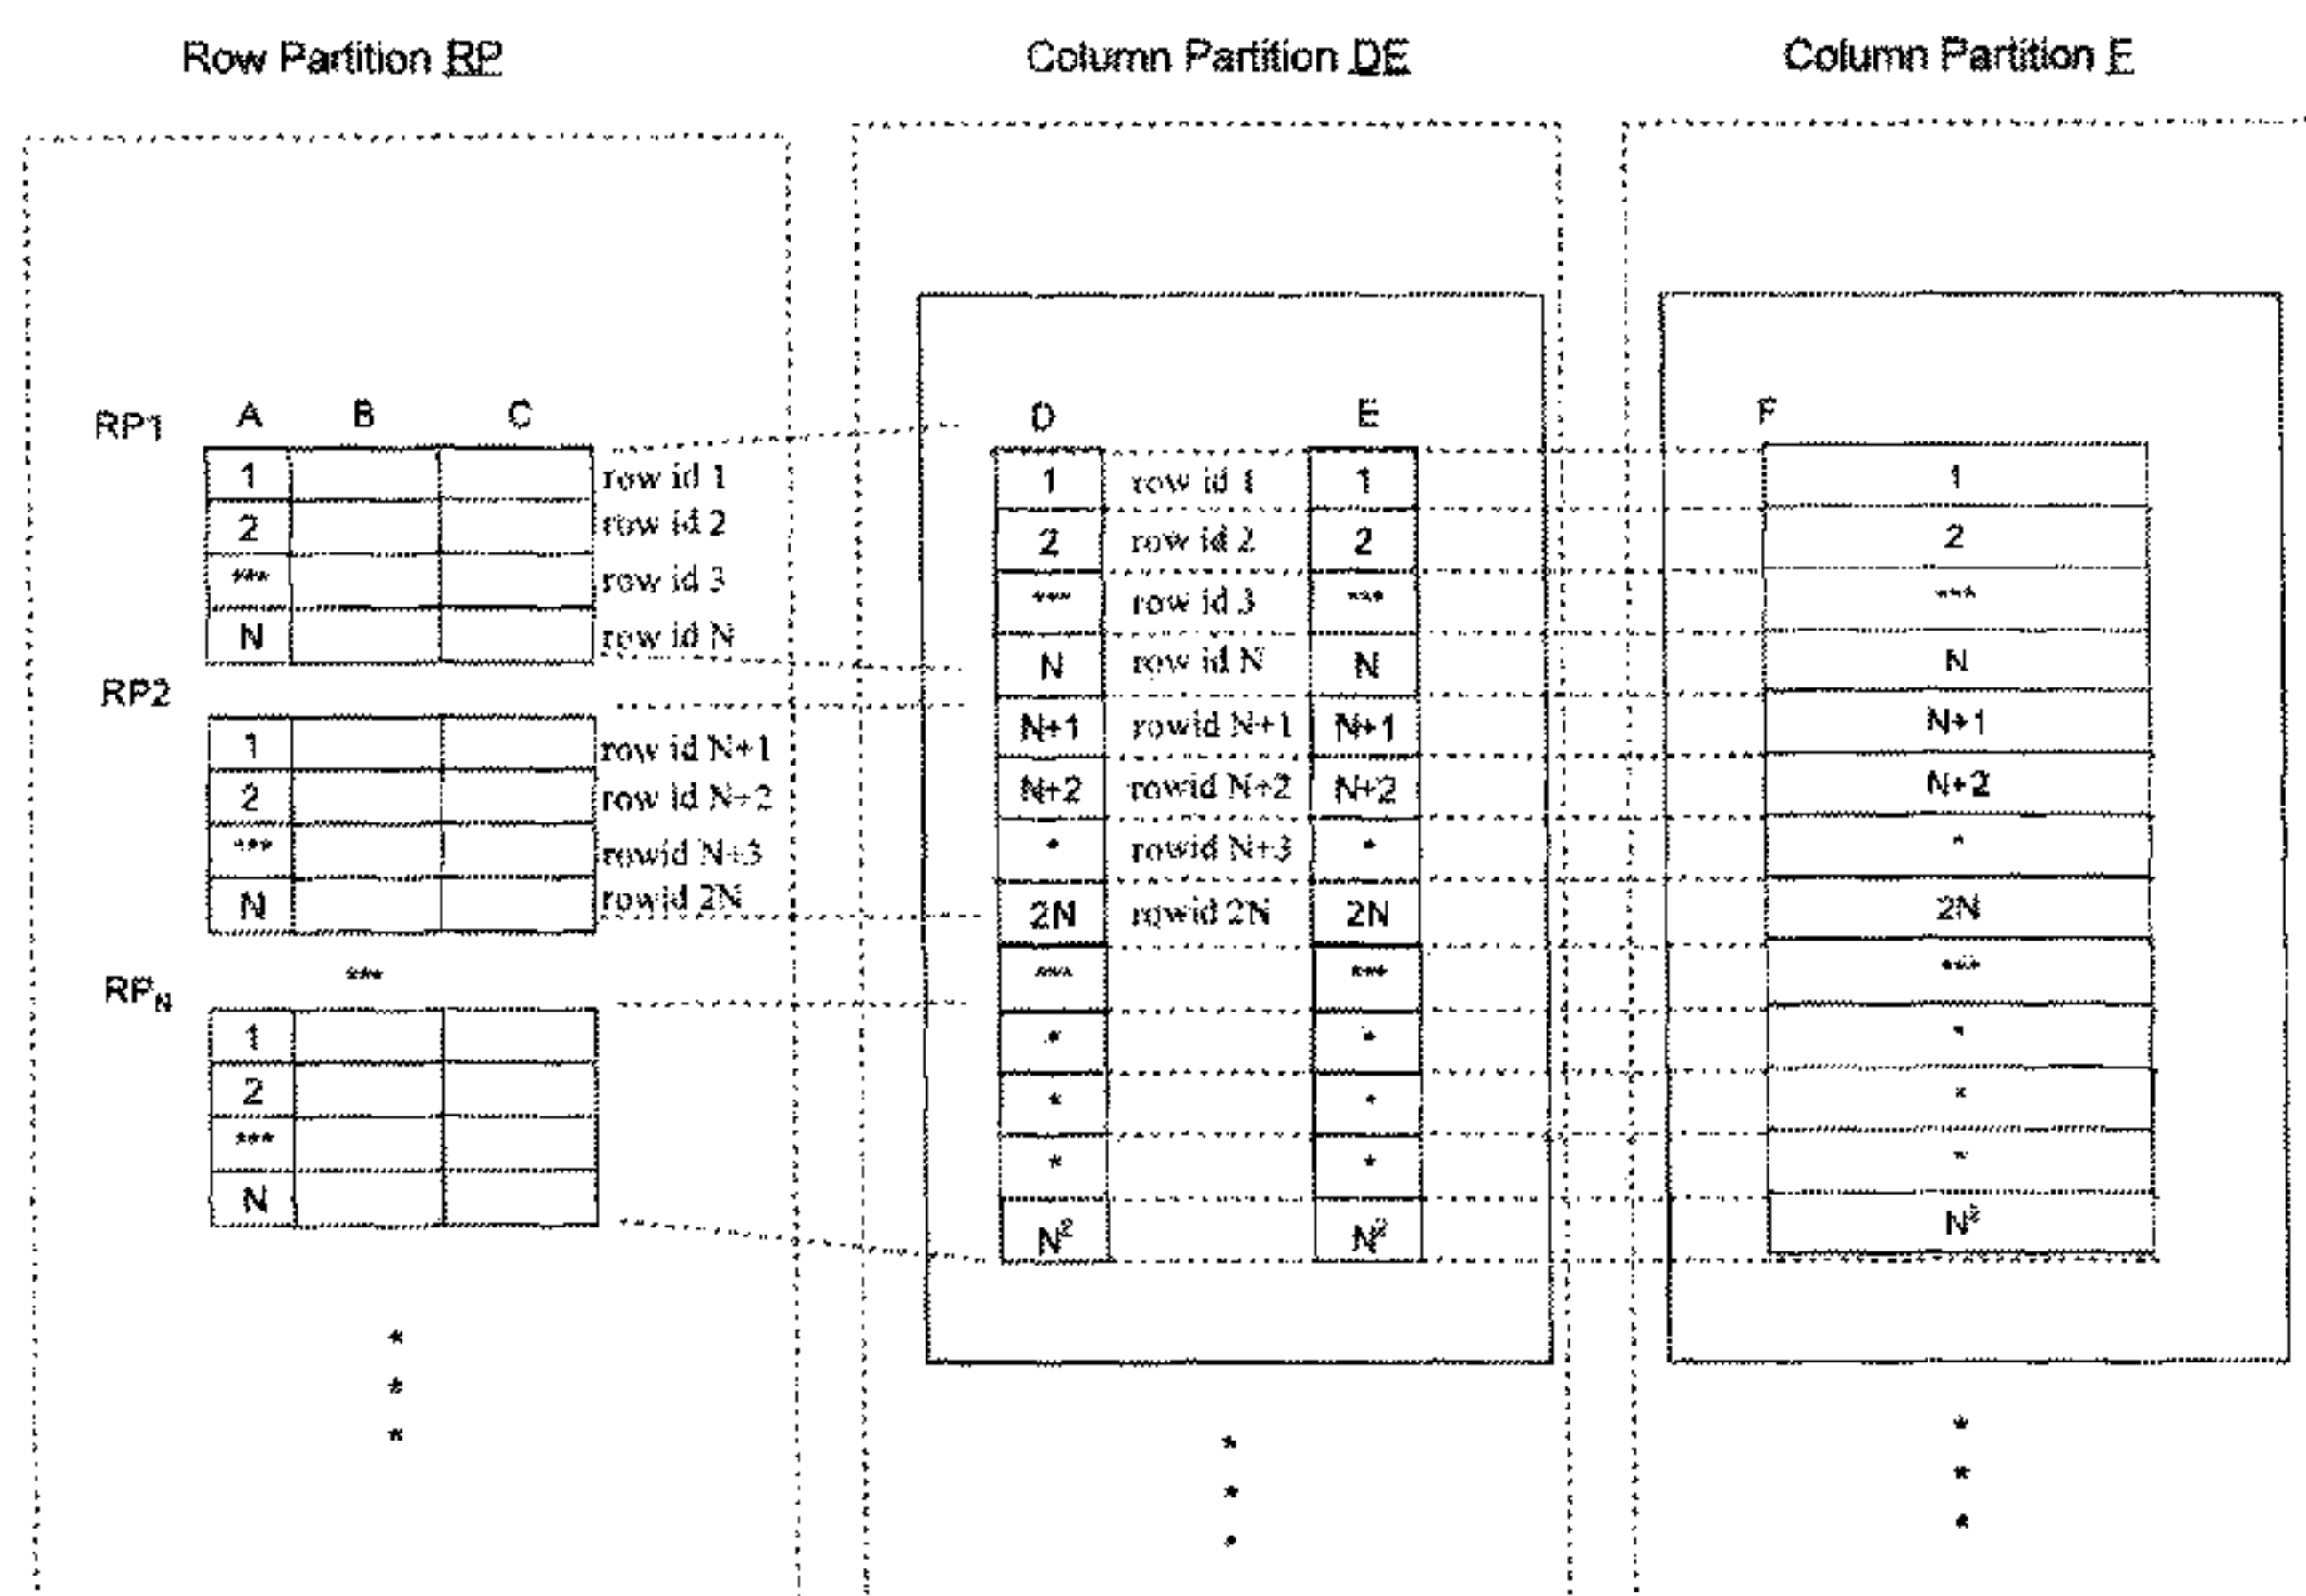 Row Partition RP
RP1 A B C
1 row id 1
2 row id 2
*** row id 3
N row id N
RP2
1 row id N+1
2 row id N+2
*** rowid N+3
N rowid 2N
***
RP_N
1
2
***
N
*
*
*
Column Partition DE
D E
1 row id 1 1
2 row id 2 2
*** row id 3 ***
N row id N N
N+1 rowid N+1 N+1
N+2 rowid N+2 N+2
* rowid N+3 *
2N rowid 2N 2N
*** ***
* *
* *
* *
N² N²
*
*
*
Column Partition F
F
1
2
***
N
N+1
N+2
*
2N
***
*
*
*
N²
*
*
*